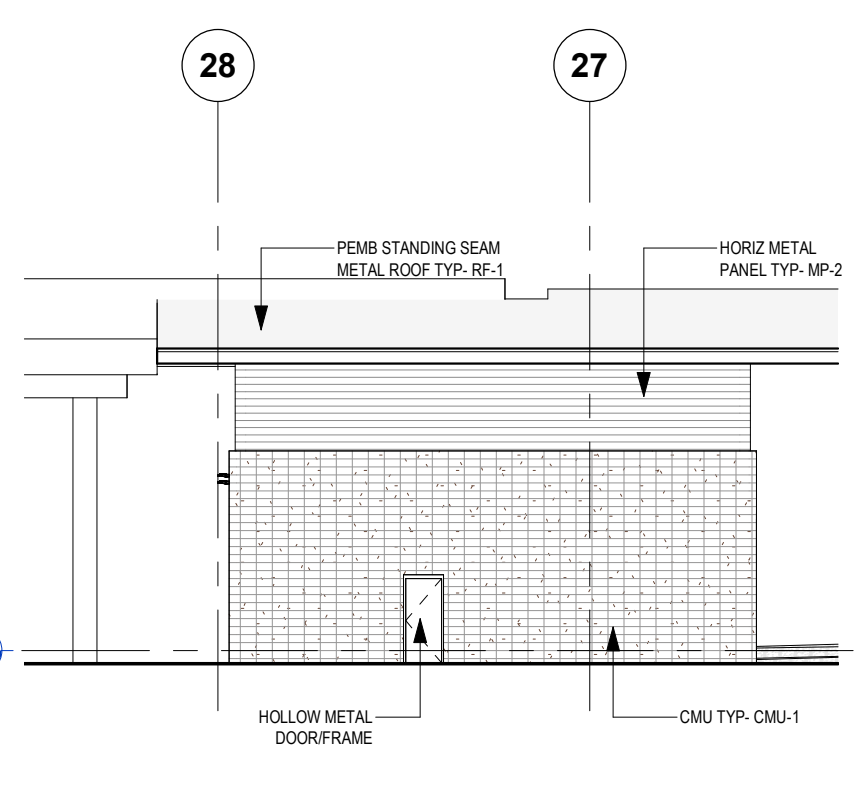 28
27
PEMB STANDING SEAM
METAL ROOF TYP- RF-1
HORIZ METAL
PANEL TYP- MP-2
HOLLOW METAL
DOOR/FRAME
CMU TYP- CMU-1